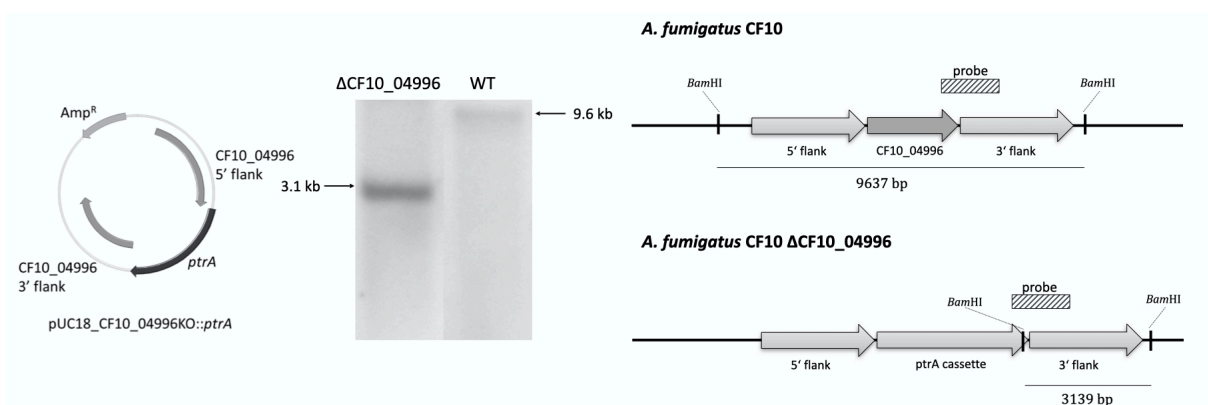 Amp^R
CF10_04996
5' flank
ptrA
CF10_04996
3' flank
pUC18_CF10_04996KO::ptrA
ΔCF10_04996 WT
9.6 kb
3.1 kb
A. fumigatus CF10
probe
BamHI
BamHI
5' flank
CF10_04996
3' flank
9637 bp
A. fumigatus CF10 ΔCF10_04996
probe
BamHI
BamHI
5' flank
ptrA cassette
3' flank
3139 bp